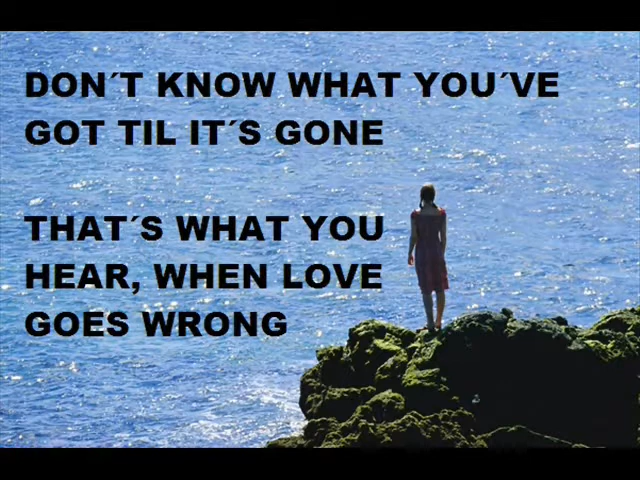 DON´T KNOW WHAT YOU´VE
GOT TIL IT´S GONE
THAT´S WHAT YOU
HEAR, WHEN LOVE
GOES WRONG